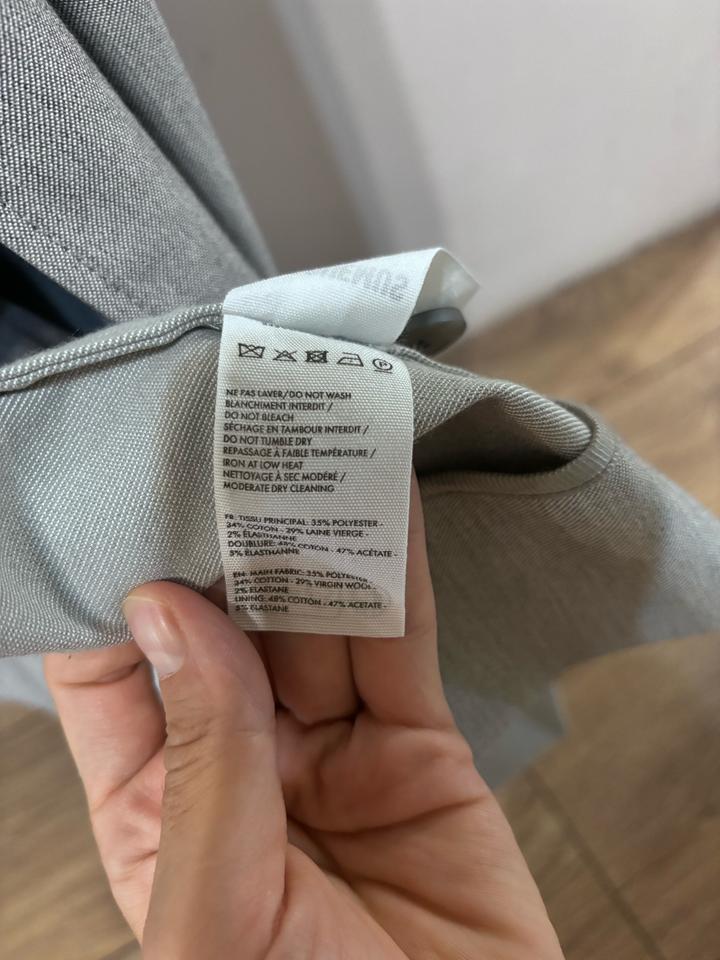 NE PAS LAVER/DO NOT WASH
BLANCHIMENT INTERDIT /
DO NOT BLEACH
SÉCHAGE EN TAMBOUR INTERDIT /
DO NOT TUMBLE DRY
REPASSAGE À FAIBLE TEMPÉRATURE /
IRON AT LOW HEAT
NETTOYAGE À SEC MODÉRÉ /
MODERATE DRY CLEANING
FR: TISSU PRINCIPAL: 35% POLYESTER -
34% COTON - 29% LAINE VIERGE -
2% ÉLASTHANNE
DOUBLURE: 48% COTON - 47% ACÉTATE -
5% ÉLASTHANNE
EN: MAIN FABRIC: 35% POLYESTER -
34% COTTON - 29% VIRGIN WOOL -
2% ELASTANE
LINING: 48% COTTON - 47% ACETATE -
5% ELASTANE